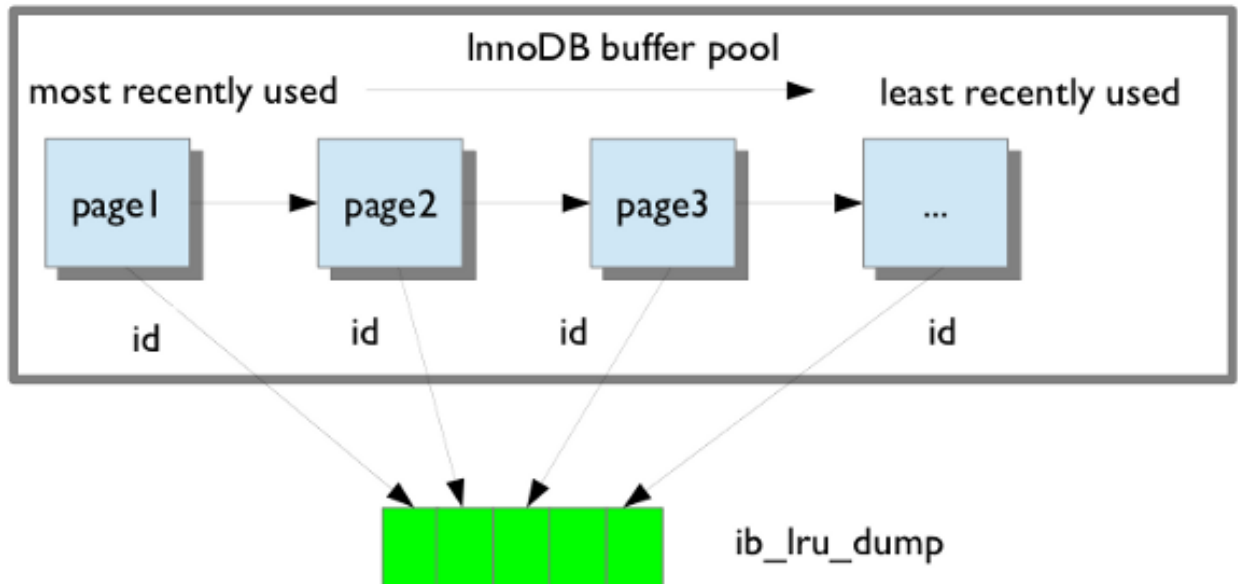 InnoDB buffer pool
most recently used
least recently used
page1
page2
page3
...
id
id
id
id
ib_lru_dump